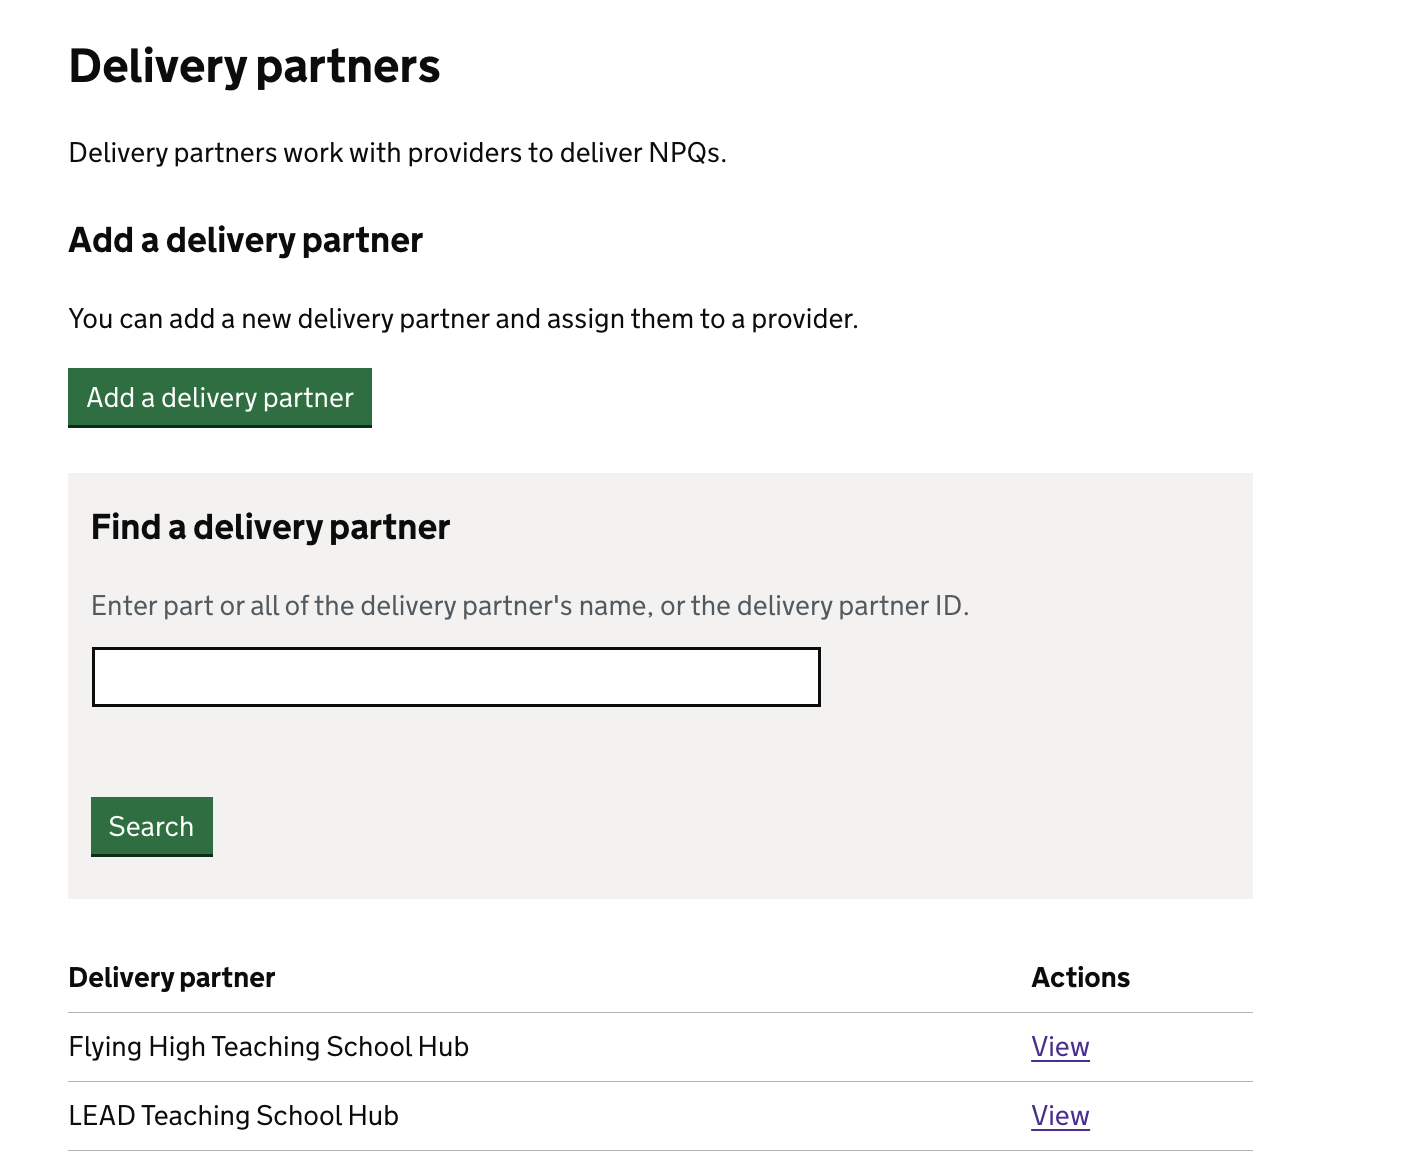 Delivery partners
Delivery partners work with providers to deliver NPQs.
Add a delivery partner
You can add a new delivery partner and assign them to a provider.
Add a delivery partner
Find a delivery partner
Enter part or all of the delivery partner's name, or the delivery partner ID.
Search
Delivery partner Actions
Flying High Teaching School Hub View
LEAD Teaching School Hub View